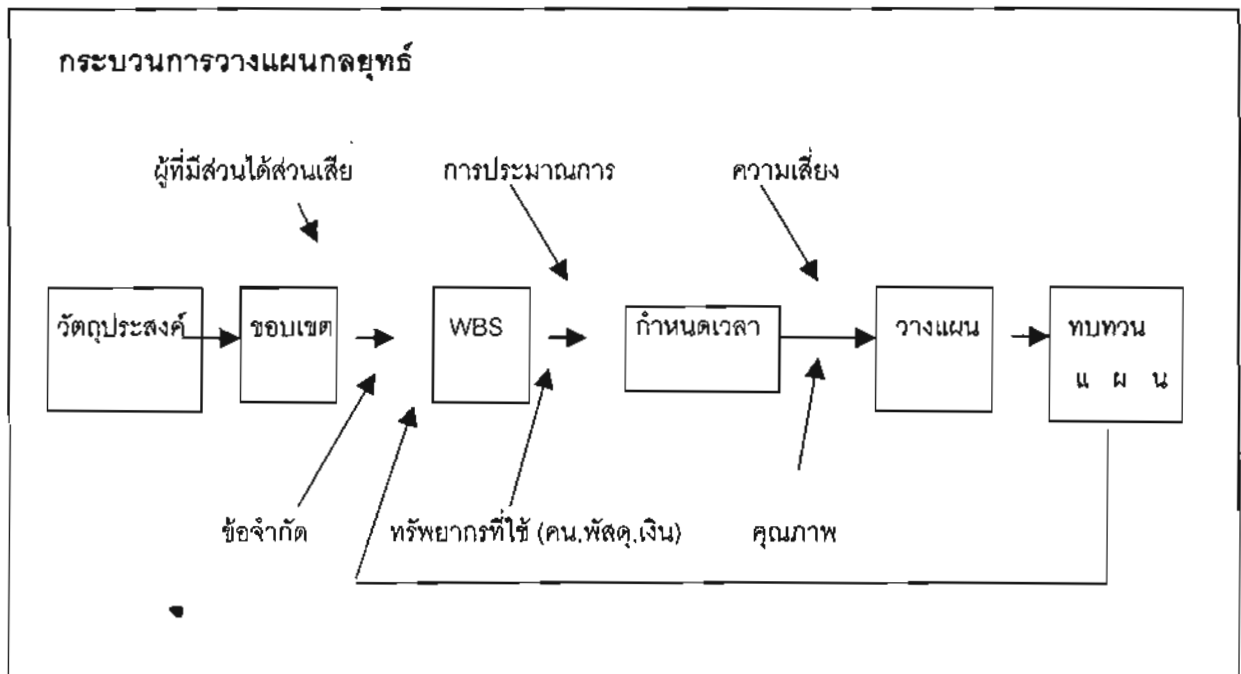 กระบวนการวางแผนกลยุทธ์
ผู้ที่มีส่วนได้ส่วนเสีย การประมาณการ ความเสี่ยง
วัตถุประสงค์ ขอบเขต WBS กำหนดเวลา วางแผน ทบทวน
แ ผ น
ข้อจำกัด ทรัพยากรที่ใช้ (คน,พัสดุ,เงิน) คุณภาพ